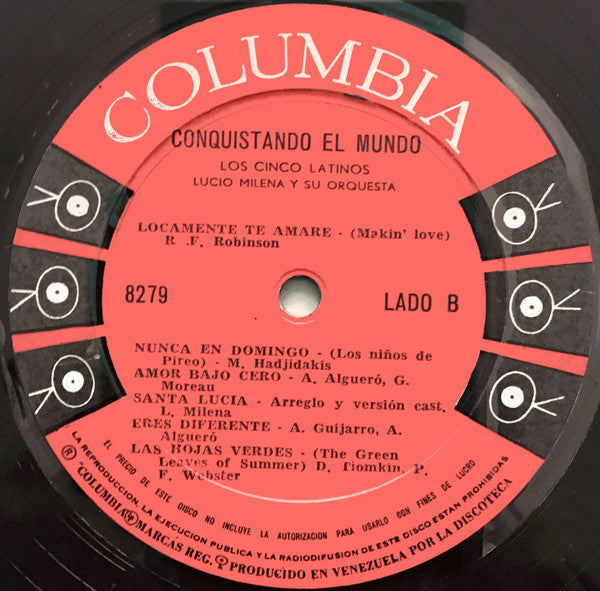 COLUMBIA
CONQUISTANDO EL MUNDO
LOS CINCO LATINOS
LUCIO MILENA Y SU ORQUESTA
LOCAMENTE TE AMARE - (Makin' love)
R .F. Robinson
8279
LADO B
NUNCA EN DOMINGO - (Los niños de
Pireo) - M. Hadjidakis
AMOR BAJO CERO - A. Algueró, G.
Moreau
SANTA LUCIA - Arreglo y versión cast.
L. Milena
ERES DIFERENTE - A. Guijarro, A.
Algueró
LAS HOJAS VERDES - (The Green
Leaves of Summer) D. Tiomkin, P.
F. Webster
EL PRECIO DE ESTE DISCO NO INCLUYE LA AUTORIZACION PARA USARLO CON FINES DE LUCRO
LA REPRODUCCION, LA EJECUCION PUBLICA Y LA RADIODIFUSION DE ESTE DISCO ESTAN PROHIBIDAS
® "COLUMBIA" MARCAS REG. PRODUCIDO EN VENEZUELA POR LA DISCOTECA